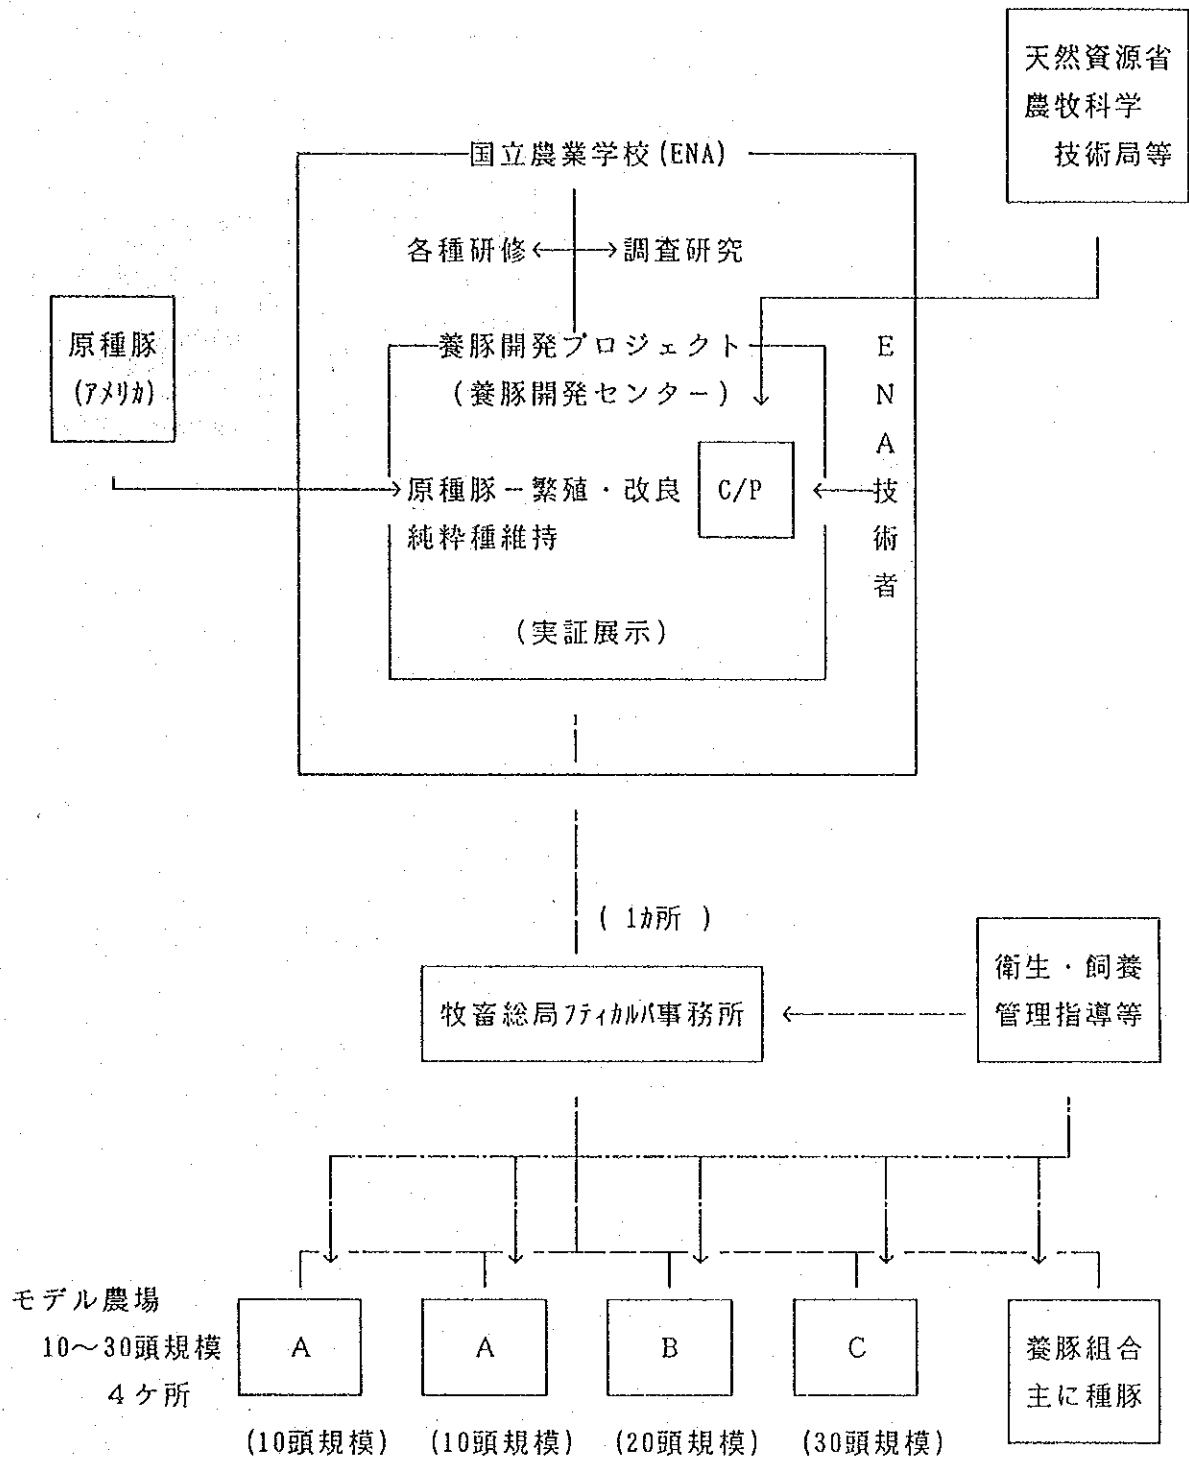 天然資源省
農牧科学
技術局等
国立農業学校(ENA)
各種研修←→調査研究
原種豚
(アメリカ)
養豚開発プロジェクト
(養豚開発センター)
ENA技術者
原種豚－繁殖・改良
純粋種維持
C/P
(実証展示)
(1カ所)
牧畜総局フティカルパ事務所
衛生・飼養
管理指導等
モデル農場
10～30頭規模
4ケ所
A
A
B
C
養豚組合
主に種豚
(10頭規模)
(10頭規模)
(20頭規模)
(30頭規模)